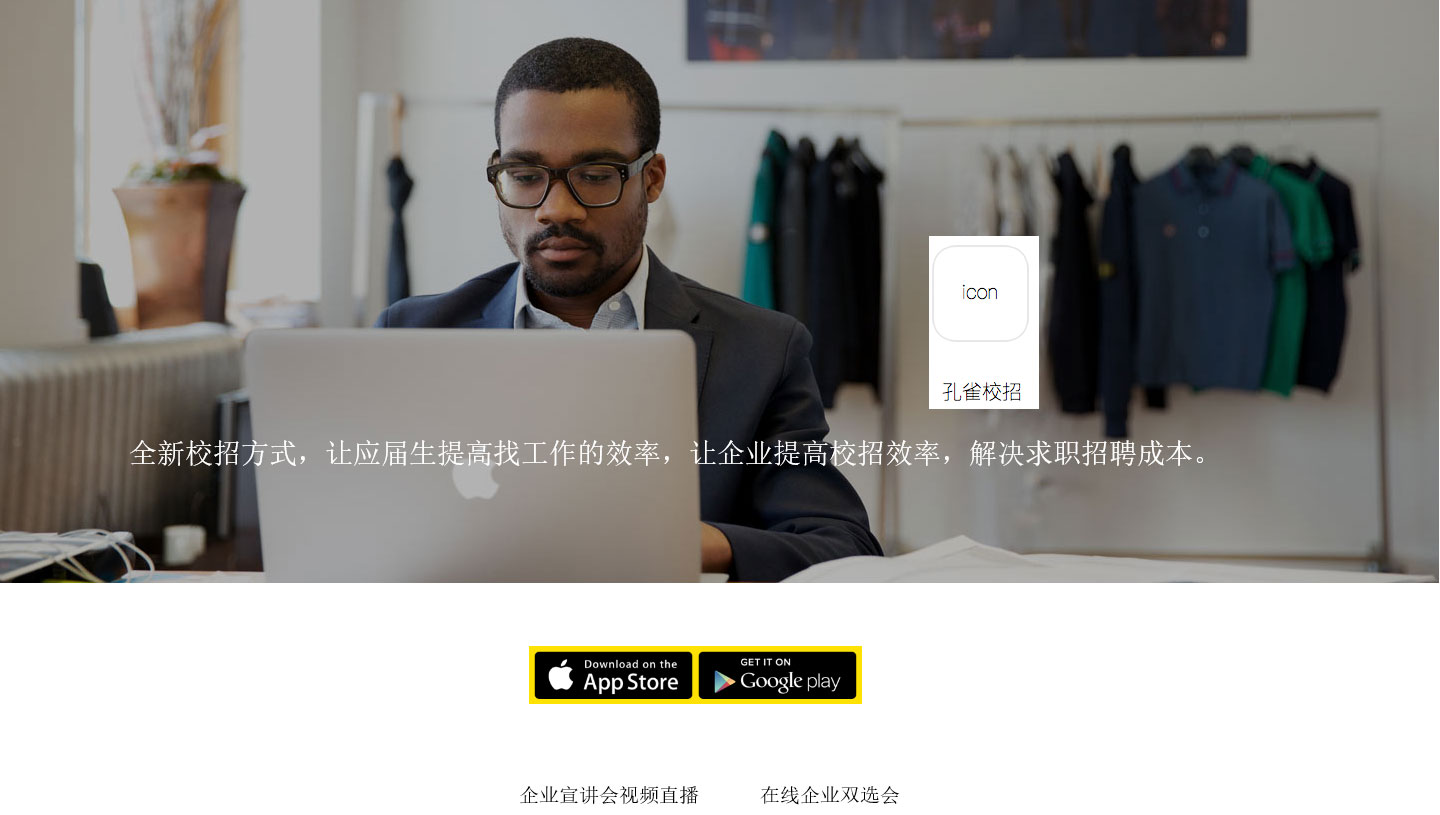 icon
孔雀校招
全新校招方式，让应届生提高找工作的效率，让企业提高校招效率，解决求职招聘成本。
Download on the
App Store
GET IT ON
Google play
企业宣讲会视频直播
在线企业双选会